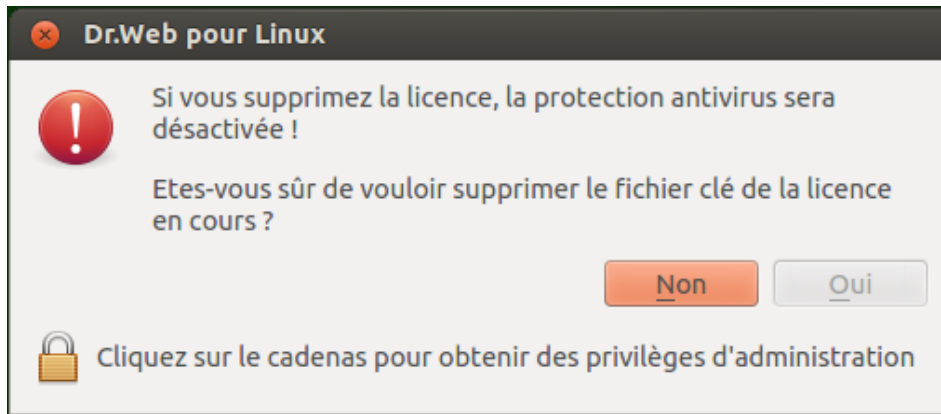 Dr.Web pour Linux
Si vous supprimez la licence, la protection antivirus sera
désactivée !
Etes-vous sûr de vouloir supprimer le fichier clé de la licence
en cours ?
Non Oui
Cliquez sur le cadenas pour obtenir des privilèges d'administration